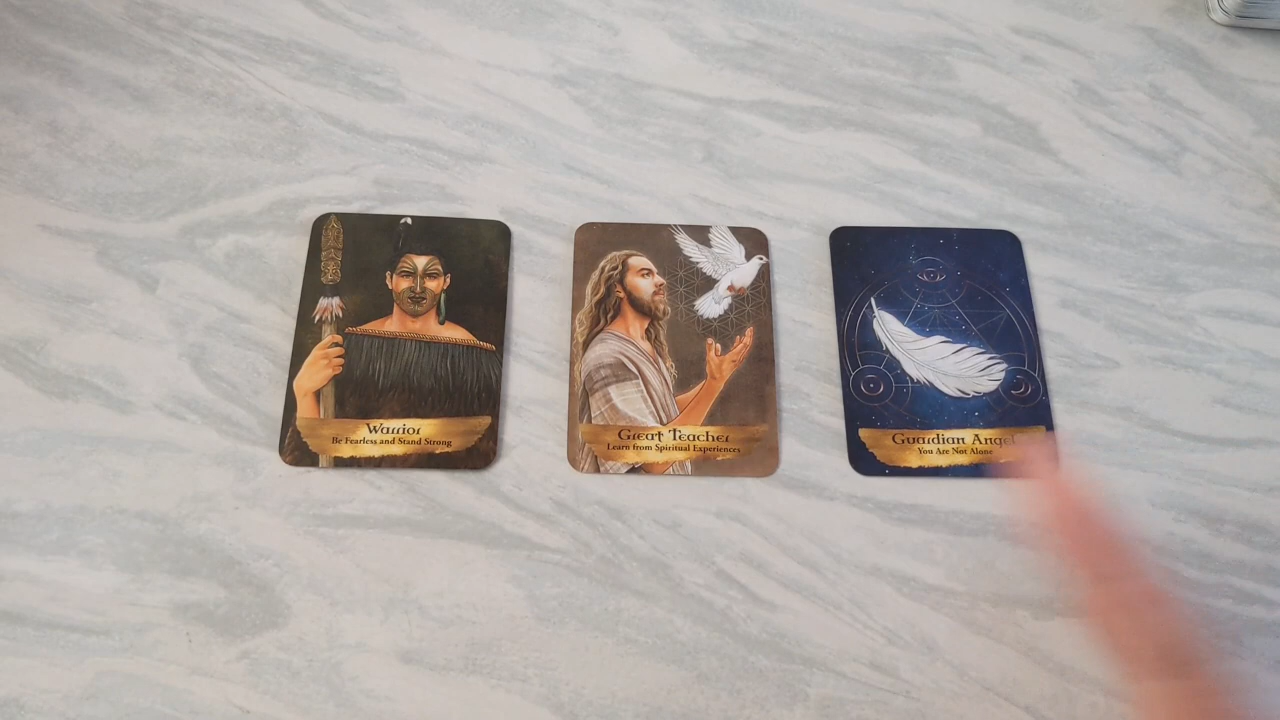 Warrior
Be Fearless and Stand Strong
Great Teacher
Learn from Spiritual Experiences
Guardian Angel
You Are Not Alone